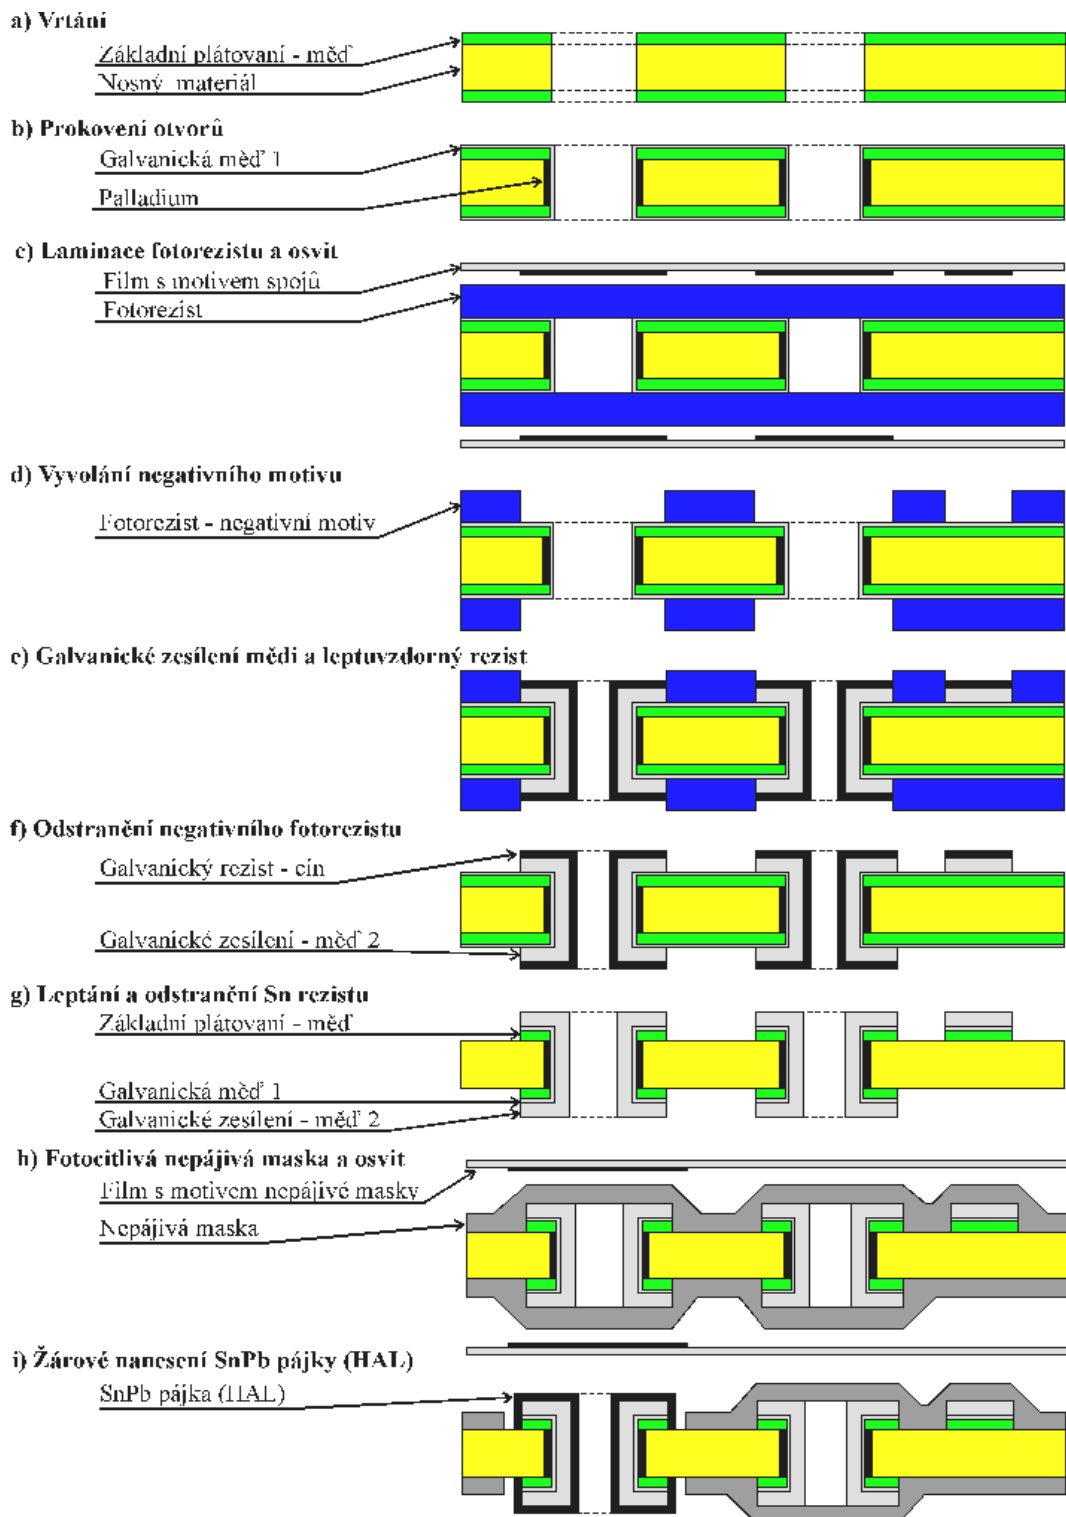 a) Vrtání
Základní plátovaní - měď
Nosný materiál
b) Prokovení otvorů
Galvanická měď 1
Palladium
c) Laminace fotorezistu a osvit
Film s motivem spojů
Fotorezist
d) Vyvolání negativního motivu
Fotorezist - negativní motiv
e) Galvanické zesílení mědi a leptuvzdorný rezist
f) Odstranění negativního fotorezistu
Galvanický rezist - cín
Galvanické zesílení - měď 2
g) Leptání a odstranění Sn rezistu
Základní plátovaní - měď
Galvanická měď 1
Galvanické zesílení - měď 2
h) Fotocitlivá nepájivá maska a osvit
Film s motivem nepájivé masky
Nepájivá maska
i) Žárové nanesení SnPb pájky (HAL)
SnPb pájka (HAL)